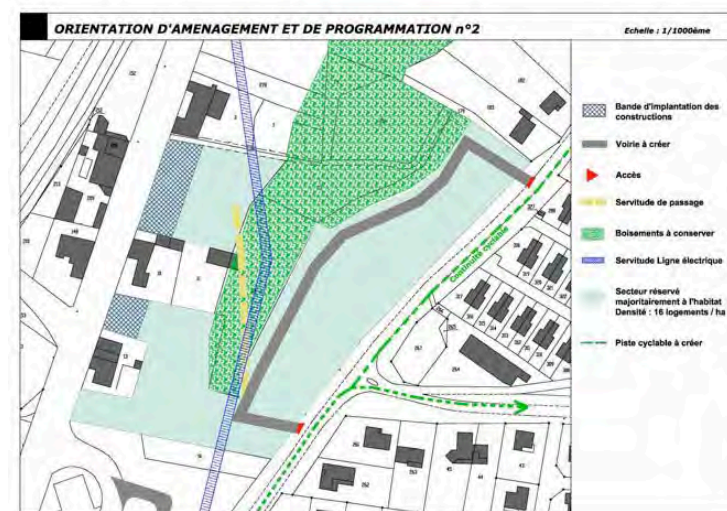 ORIENTATION D'AMENAGEMENT ET DE PROGRAMMATION n°2
Echelle : 1/1000ème
Bande d'implantation des
constructions
Voirie à créer
Accès
Servitude de passage
Boisements à conserver
Servitude Ligne électrique
Secteur réservé
majoritairement à l'habitat
Densité : 16 logements / ha
Piste cyclable à créer
Continuité cyclable